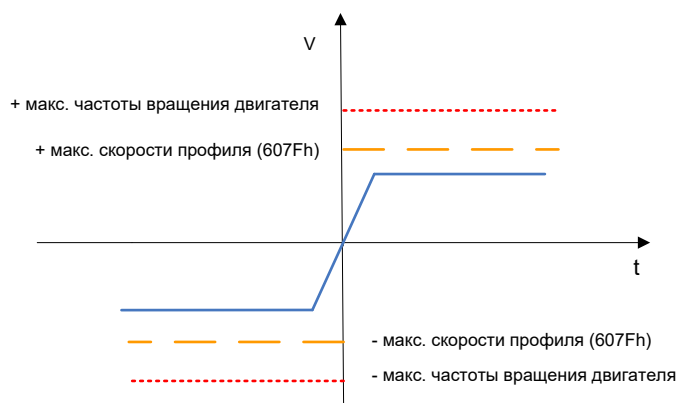 V
+ макс. частоты вращения двигателя
+ макс. скорости профиля (607Fh)
t
- макс. скорости профиля (607Fh)
- макс. частоты вращения двигателя